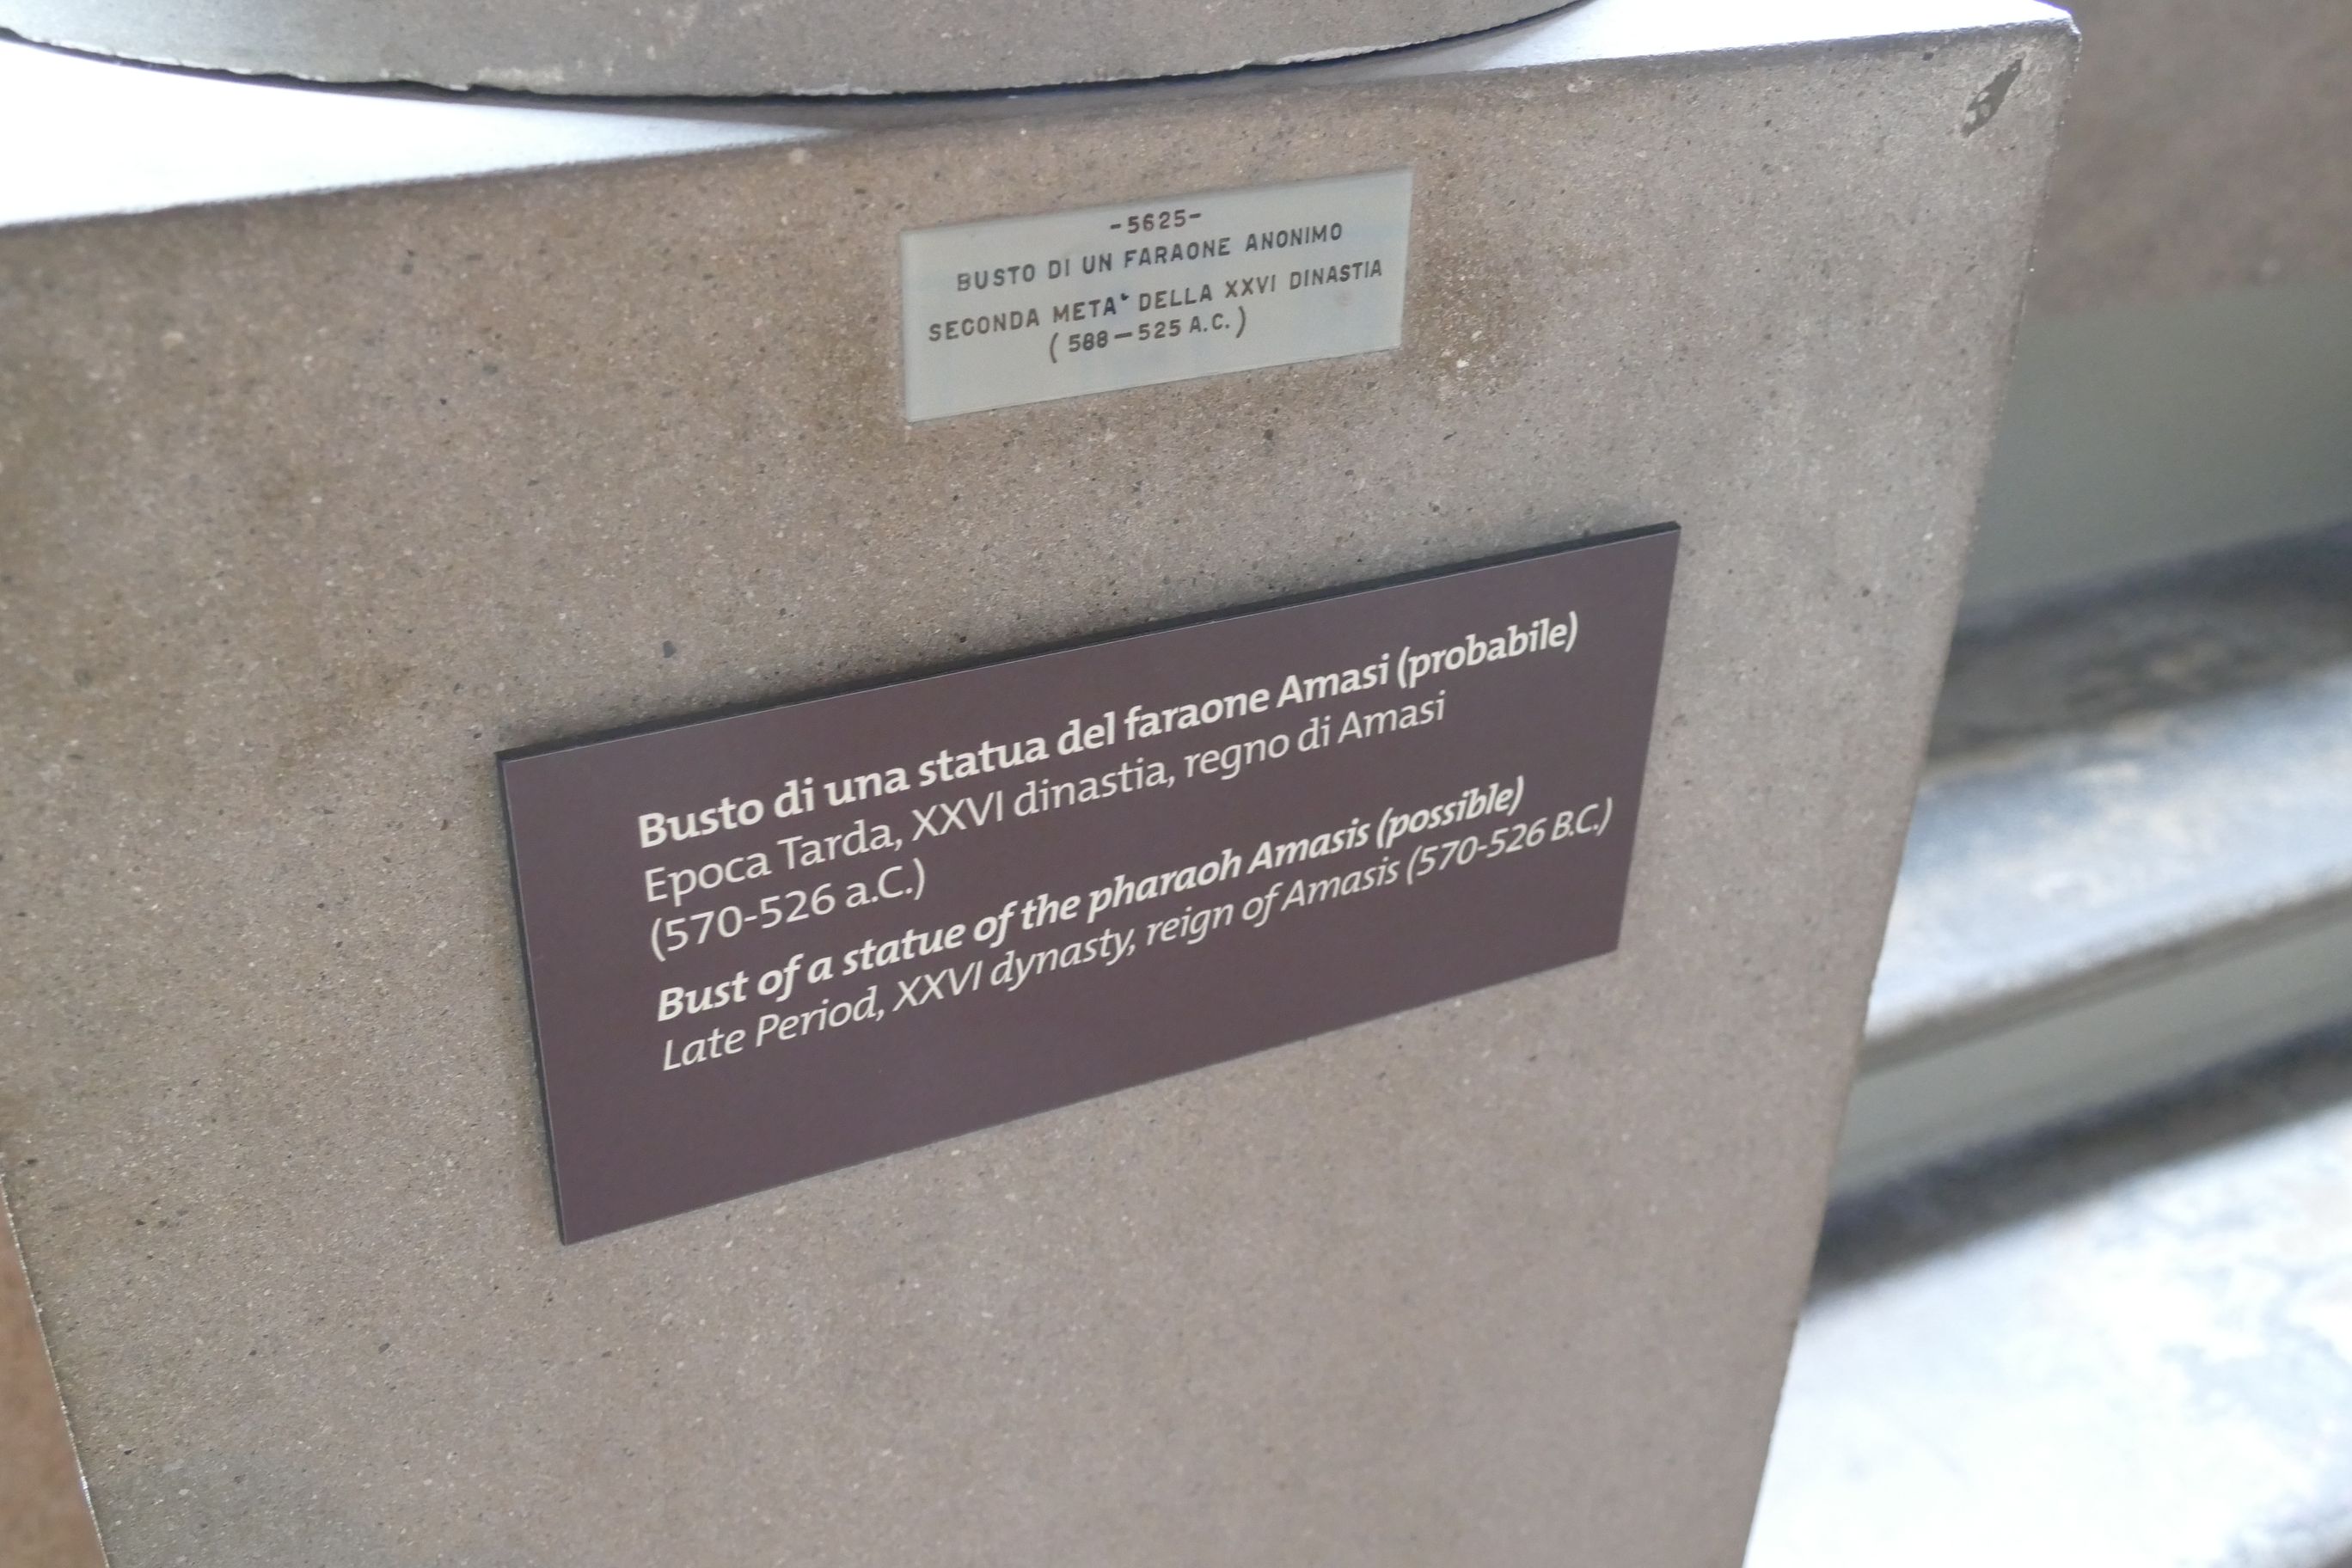 -5625-
BUSTO DI UN FARAONE ANONIMO
SECONDA META' DELLA XXVI DINASTIA
( 588-525 A.C. )
Busto di una statua del faraone Amasi (probabile)
Epoca Tarda, XXVI dinastia, regno di Amasi
(570-526 a.C.)
Bust of a statue of the pharaoh Amasis (possible)
Late Period, XXVI dynasty, reign of Amasis (570-526 B.C.)